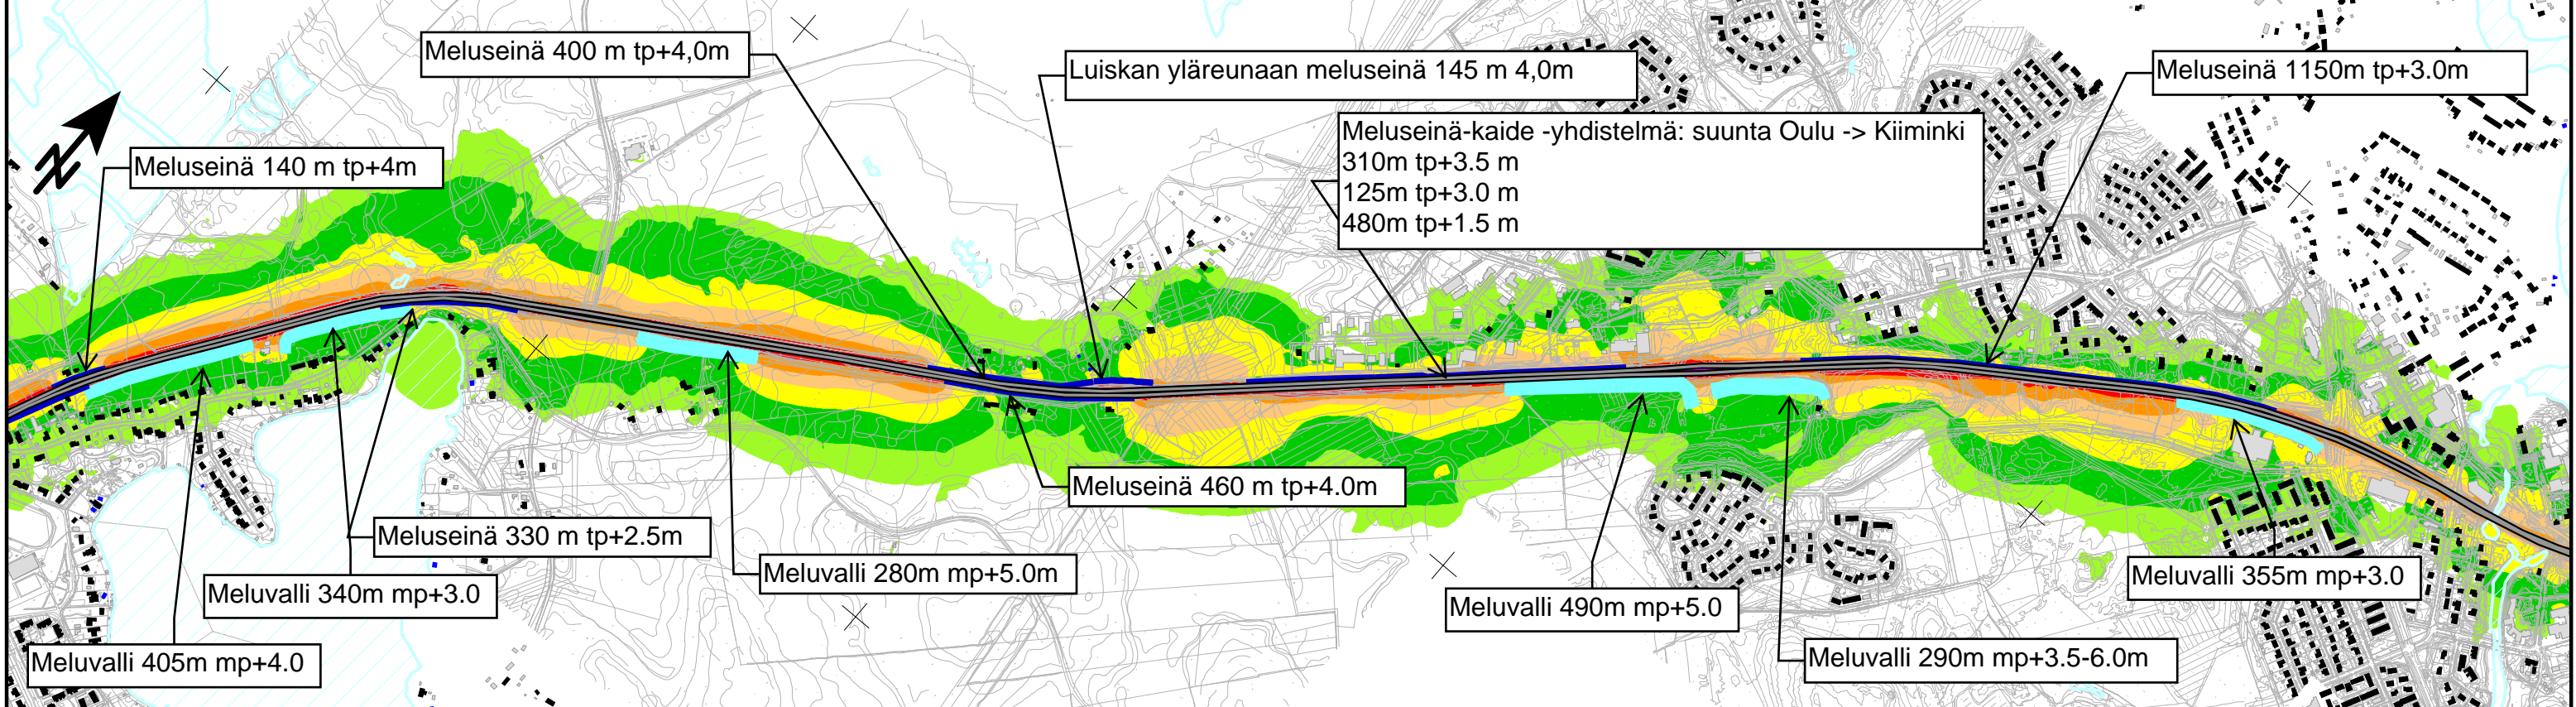 Meluseinä 400 m tp+4,0m
Luiskan yläreunaan meluseinä 145 m 4,0m
Meluseinä 1150m tp+3.0m
Meluseinä 140 m tp+4m
Meluseinä-kaide -yhdistelmä: suunta Oulu -> Kiiminki
310m tp+3.5 m
125m tp+3.0 m
480m tp+1.5 m
Meluseinä 460 m tp+4.0m
Meluseinä 330 m tp+2.5m
Meluvalli 280m mp+5.0m
Meluvalli 355m mp+3.0
Meluvalli 340m mp+3.0
Meluvalli 490m mp+5.0
Meluvalli 405m mp+4.0
Meluvalli 290m mp+3.5-6.0m